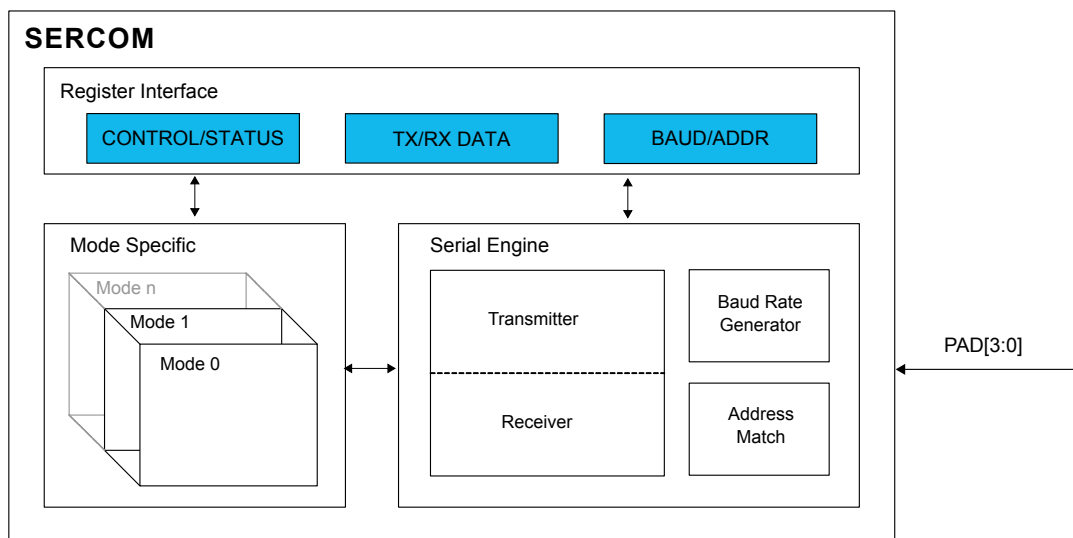 SERCOM
Register Interface
CONTROL/STATUS
TX/RX DATA
BAUD/ADDR
Mode Specific
Mode n
Mode 1
Mode 0
Serial Engine
Transmitter
Receiver
Baud Rate
Generator
Address
Match
PAD[3:0]